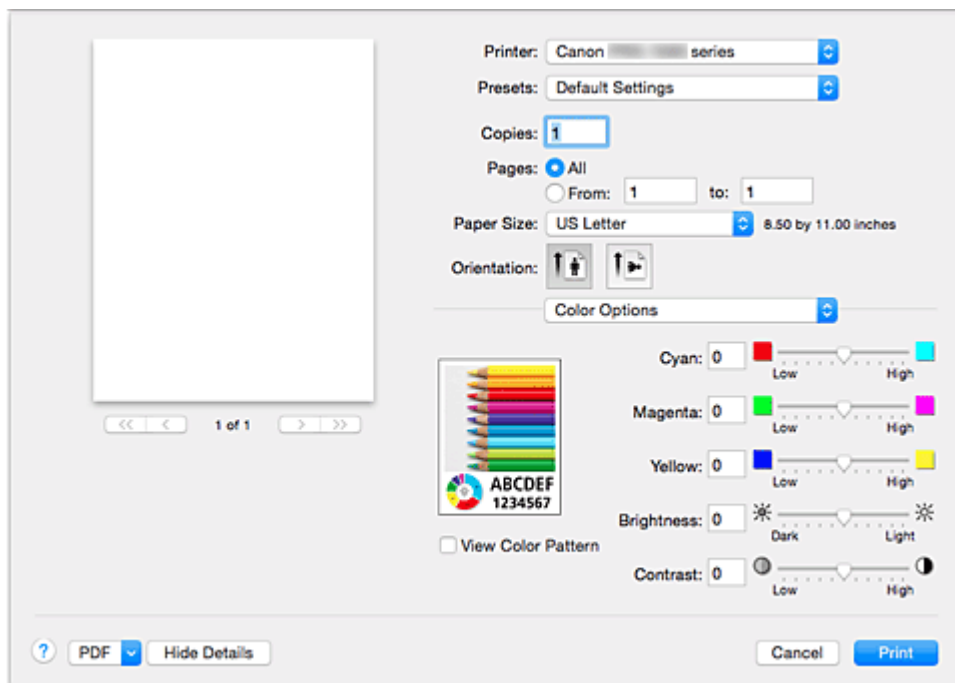 Printer: Canon series
Presets: Default Settings
Copies: 1
Pages: All
From: 1 to: 1
Paper Size: US Letter 8.50 by 11.00 inches
Orientation:
Color Options
Cyan: 0
Low High
Magenta: 0
Low High
Yellow: 0
Low High
Brightness: 0
Dark Light
Contrast: 0
Low High
ABCDEF
1234567
View Color Pattern
<< < 1 of 1 > >>
? PDF Hide Details Cancel Print